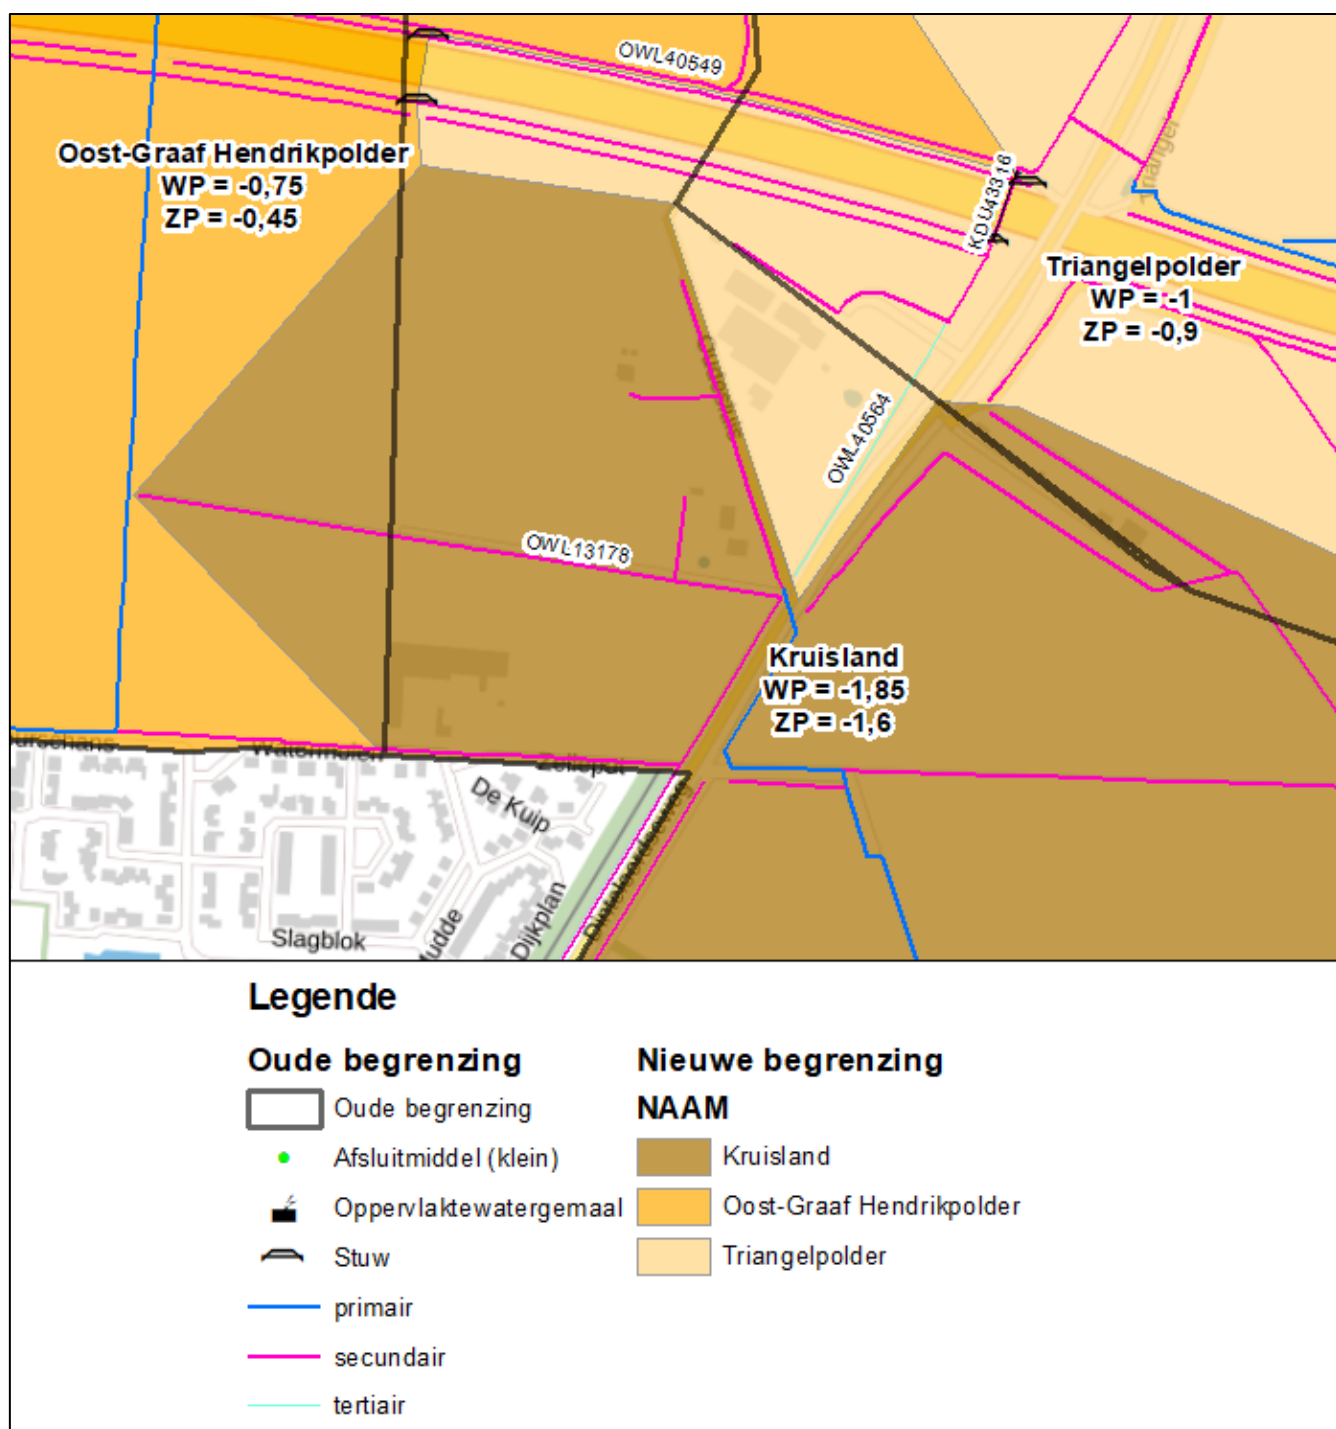 OWL40549
Oost-Graaf Hendrikpolder
WP = -0,75
ZP = -0,45
Triangel
KDU43316
Triangelpolder
WP = -1
ZP = -0,9
OWL40564
OWL13178
Kruisland
WP = -1,85
ZP = -1,6
Watermolen
De Kuip
Slagblok
Dijkplan
Legende
Oude begrenzing
Oude begrenzing
Afsluitmiddel (klein)
Oppervlaktewatergemaal
Stuw
primair
secundair
tertiair
Nieuwe begrenzing
NAAM
Kruisland
Oost-Graaf Hendrikpolder
Triangelpolder